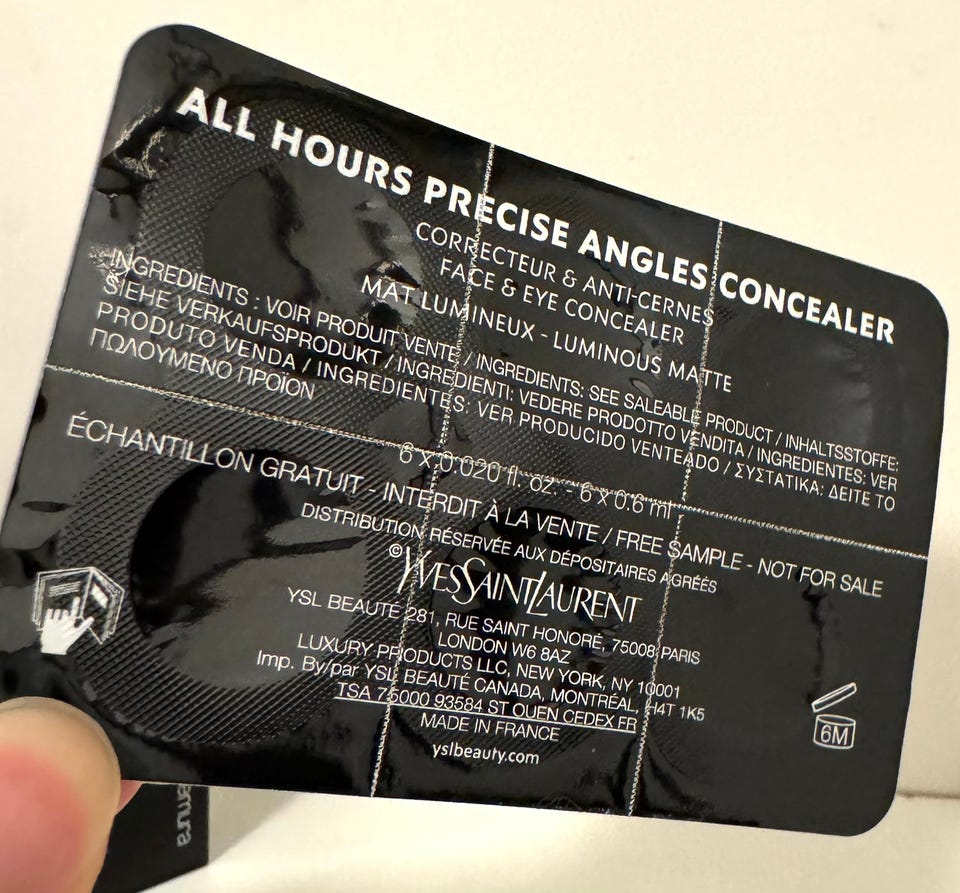 ALL HOURS PRECISE ANGLES CONCEALER
CORRECTEUR & ANTI-CERNES
FACE & EYE CONCEALER
MAT LUMINEUX - LUMINOUS MATTE
INGREDIENTS : VOIR PRODUIT VENTE / INGREDIENTS: SEE SALEABLE PRODUCT / INHALTSSTOFFE:
SIEHE VERKAUFSPRODUKT / INGREDIENTI: VEDERE PRODOTTO VENDITA / INGREDIENTES: VER
PRODUTO VENDA / INGREDIENTES: VER PRODUCIDO VENTEADO / ΣΥΣΤΑΤΙΚΑ: ΔΕΙΤΕ ΤΟ
ΠΩΛΟΥΜΕΝΟ ΠΡΟΪΟΝ
6 x 0.020 fl. oz. - 6 x 0.6 ml
ÉCHANTILLON GRATUIT - INTERDIT À LA VENTE / FREE SAMPLE - NOT FOR SALE
DISTRIBUTION RÉSERVÉE AUX DÉPOSITAIRES AGRÉÉS
©YVESSAINTLAURENT
YSL BEAUTÉ 281, RUE SAINT HONORÉ, 75008 PARIS
LONDON W6 8AZ
LUXURY PRODUCTS LLC, NEW YORK, NY 10001
Imp. By/par YSL BEAUTÉ CANADA, MONTRÉAL, H4T 1K5
TSA 75000 93584 ST OUEN CEDEX FR
MADE IN FRANCE
yslbeauty.com
6M